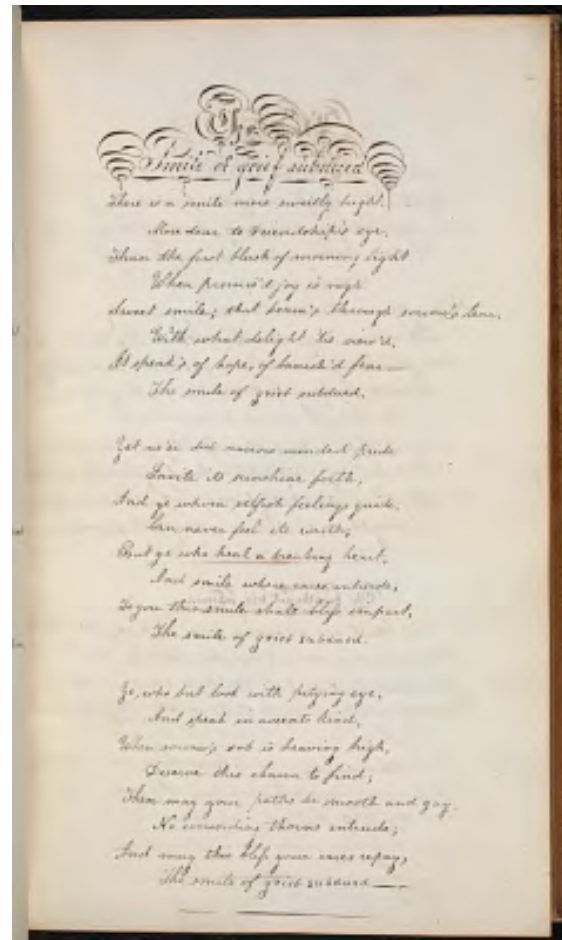 The
Smile of grief subdued
There is a smile more sweetly bright,
More dear to Friendship's eye,
Than the first blush of morning light
When promis'd joy is nigh
Sweet smile; that beam's through sorrow's tear,
With what delight 'tis view'd,
It speak's of hope, of banish'd fear—
The smile of grief subdued.
Yet ne'er did narrow minded pride
Invite its sunshine forth,
And ye whom selfish feelings guide,
Can never feel its worth;
But ye who heal a breaking heart,
And smile where cares intrude,
To you this smile shall bless impart,
The smile of grief subdued.
Ye, who but look with pitying eye,
And speak in accents kind,
When sorrow's sob is heaving high,
Deserve this charm to find;
Then may your paths be smooth and gay.
No thorns intrude;
And may this bless your cares repay,
The smile of grief subdued—